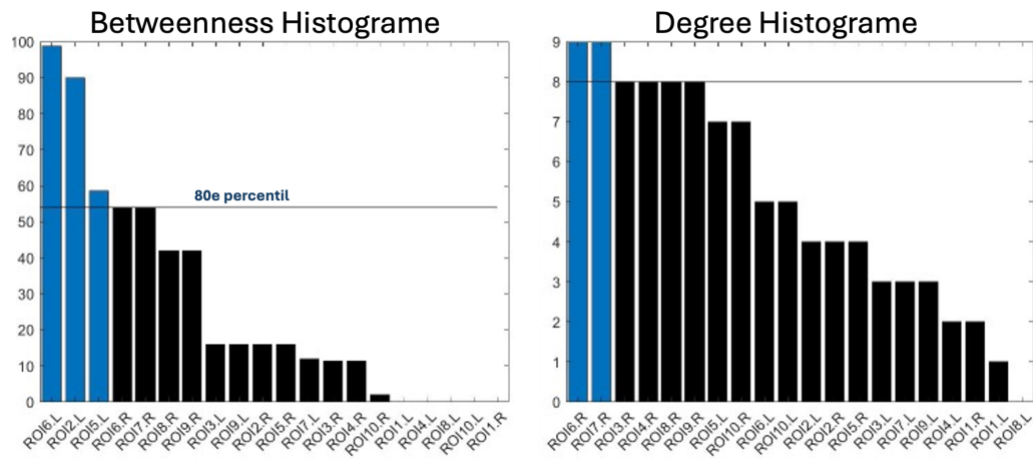 Betweenness Histograme
100
90
80
70
60
50
40
30
20
10
0
80e percentil
ROI6.L
ROI2.L
ROI5.L
ROI6.R
ROI7.R
ROI8.R
ROI9.R
ROI3.L
ROI9.L
ROI2.R
ROI5.R
ROI7.L
ROI3.R
ROI4.R
ROI10.R
ROI1.L
ROI4.L
ROI8.L
ROI10.L
ROI1.R
Degree Histograme
9
8
7
6
5
4
3
2
1
0
ROI6.R
ROI7.R
ROI3.R
ROI4.R
ROI8.R
ROI9.R
ROI5.L
ROI10.R
ROI6.L
ROI10.L
ROI2.L
ROI2.R
ROI5.R
ROI3.L
ROI7.L
ROI9.L
ROI4.L
ROI1.R
ROI1.L
ROI8.L